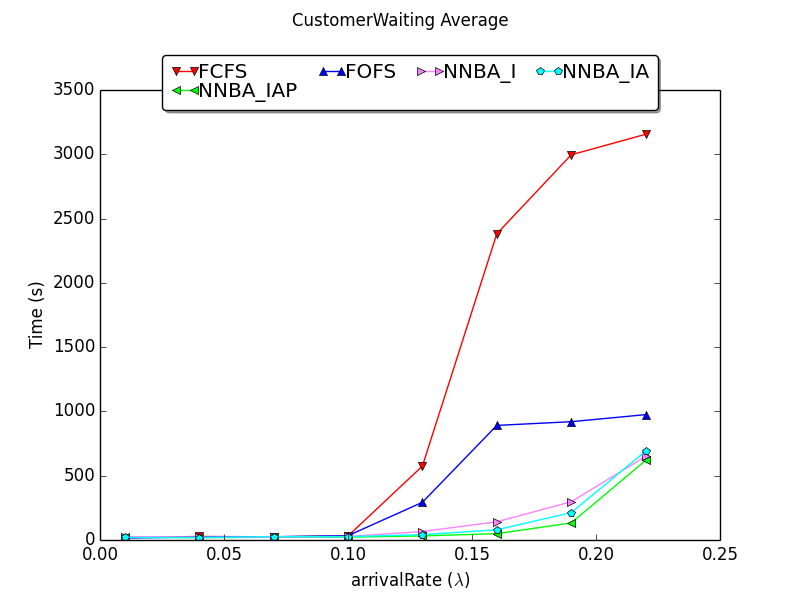 CustomerWaiting Average
FCFS FOFS NNBA_I NNBA_IA
NNBA_IAP
3500
3000
2500
2000
1500
1000
500
0
Time (s)
0.00 0.05 0.10 0.15 0.20 0.25
arrivalRate (λ)